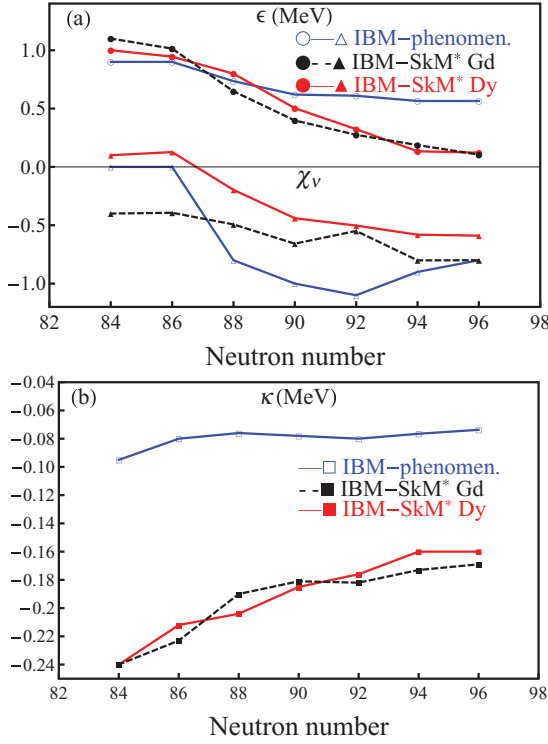 (a)
ϵ (MeV)
IBM−phenomen.
IBM−SkM* Gd
IBM−SkM* Dy
1.0
0.5
0.0
−0.5
−1.0
χν
82 84 86 88 90 92 94 96 98
Neutron number
(b)
κ (MeV)
−0.04
−0.06
−0.08
−0.10
−0.12
−0.14
−0.16
−0.18
−0.2
−0.22
−0.24
IBM−phenomen.
IBM−SkM* Gd
IBM−SkM* Dy
82 84 86 88 90 92 94 96 98
Neutron number